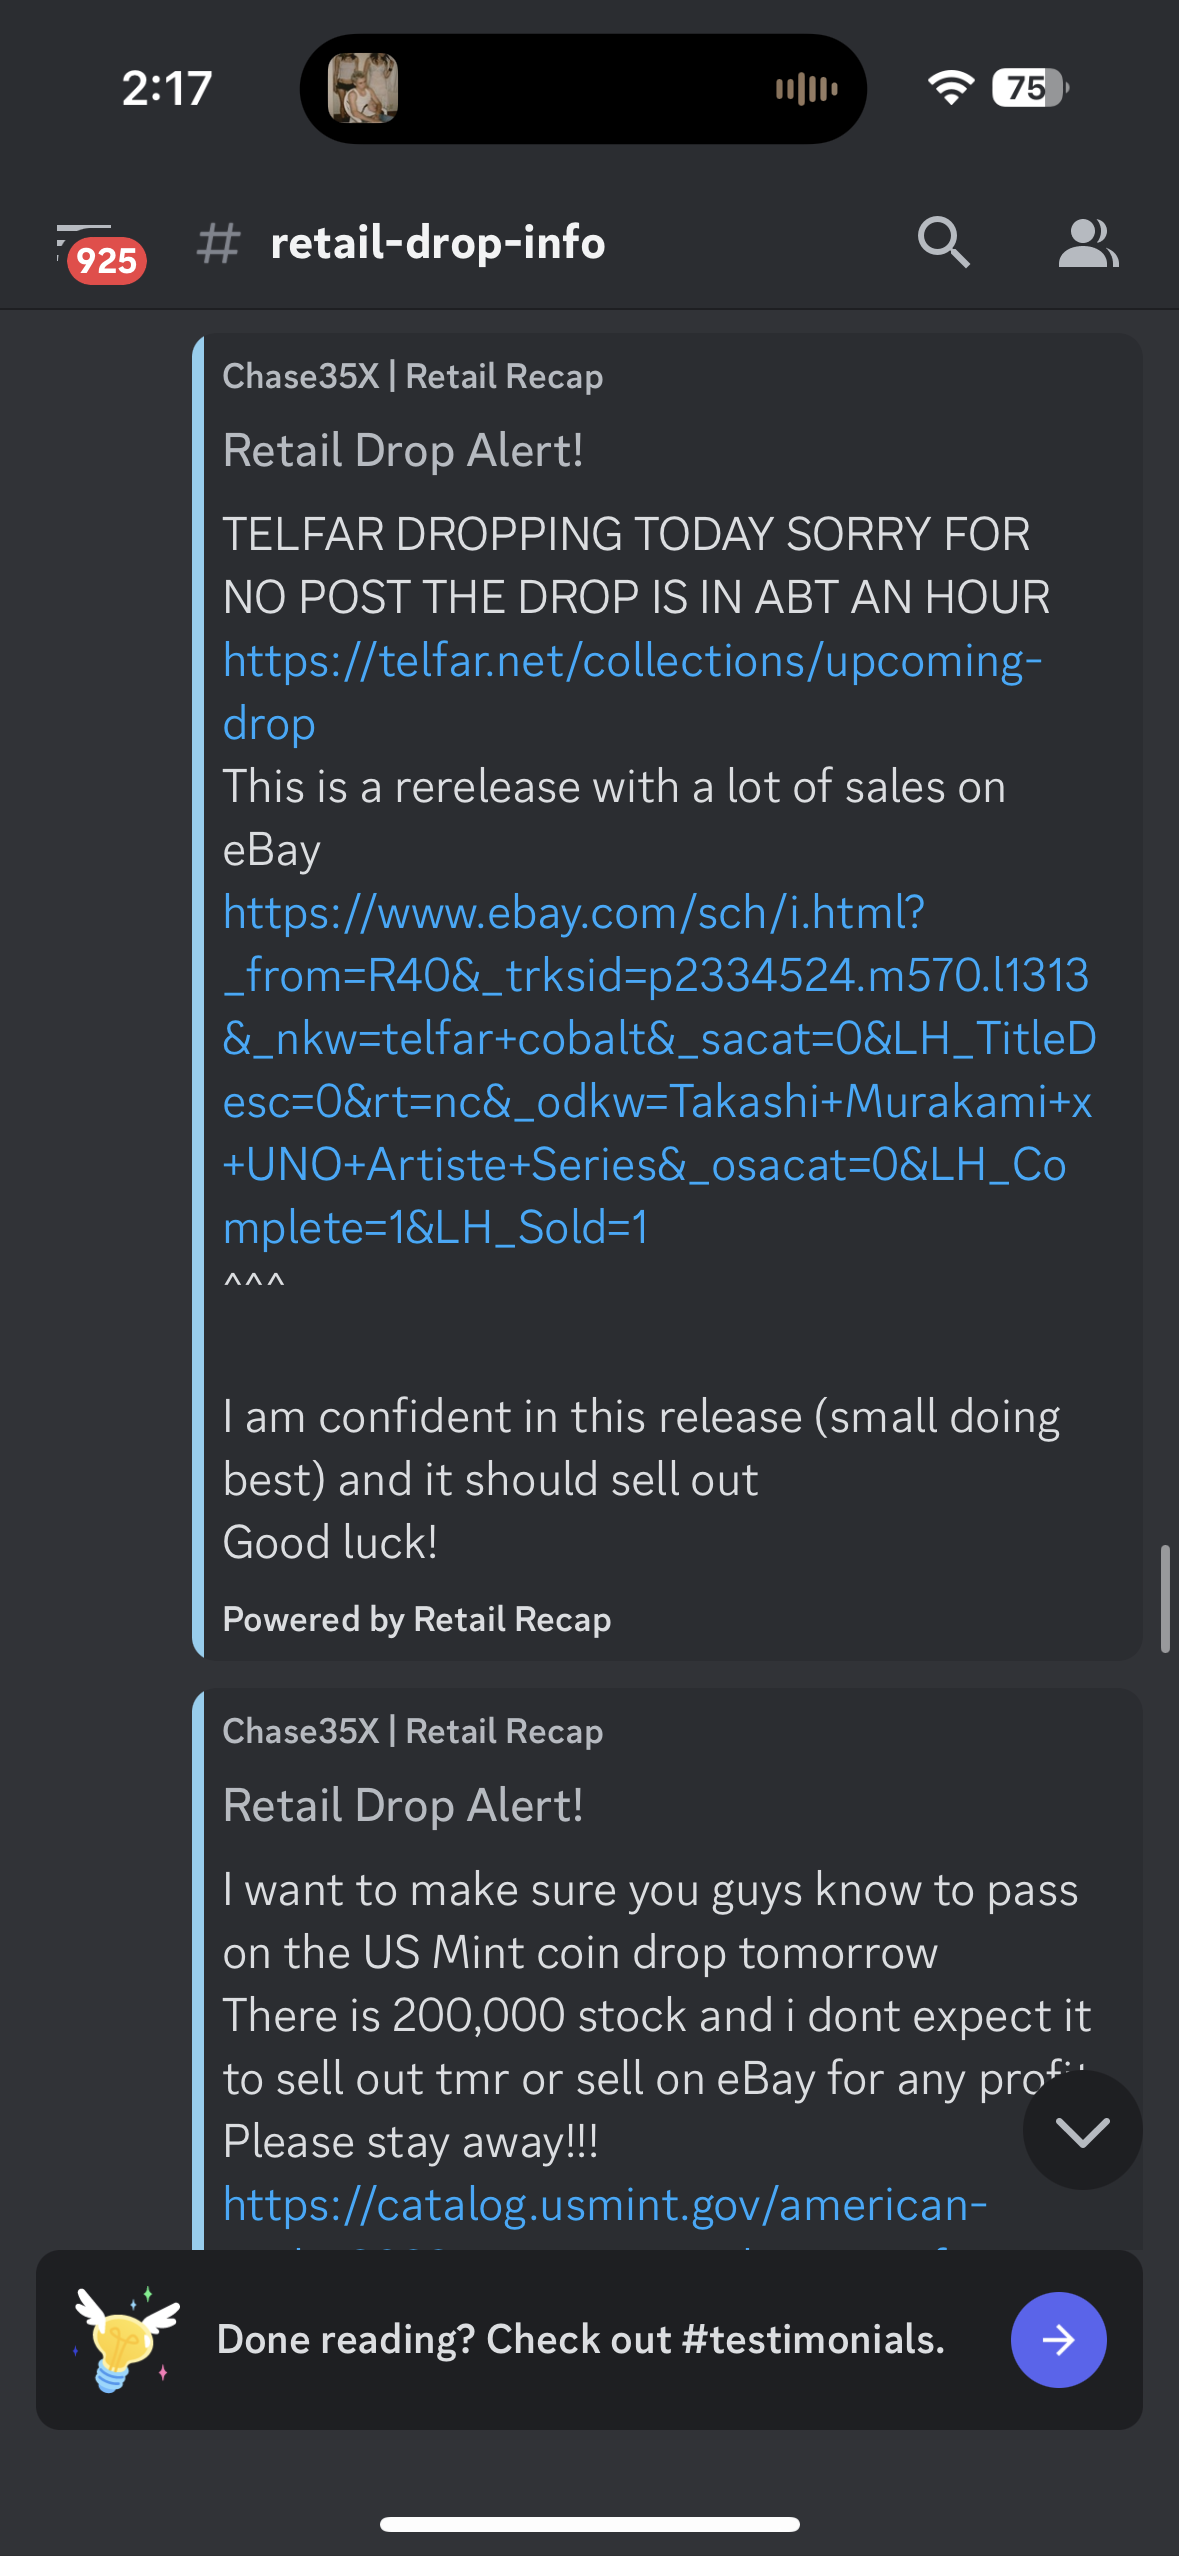 2:17
75
925
# retail-drop-info
Chase35X | Retail Recap
Retail Drop Alert!
TELFAR DROPPING TODAY SORRY FOR
NO POST THE DROP IS IN ABT AN HOUR
https://telfar.net/collections/upcoming-
drop
This is a rerelease with a lot of sales on
eBay
https://www.ebay.com/sch/i.html?
_from=R40&_trksid=p2334524.m570.l1313
&_nkw=telfar+cobalt&_sacat=0&LH_TitleD
esc=0&rt=nc&_odkw=Takashi+Murakami+x
+UNO+Artiste+Series&_osacat=0&LH_Co
mplete=1&LH_Sold=1
^^^
I am confident in this release (small doing
best) and it should sell out
Good luck!
Powered by Retail Recap
Chase35X | Retail Recap
Retail Drop Alert!
I want to make sure you guys know to pass
on the US Mint coin drop tomorrow
There is 200,000 stock and i dont expect it
to sell out tmr or sell on eBay for any profit
Please stay away!!!
https://catalog.usmint.gov/american-
Done reading? Check out #testimonials.